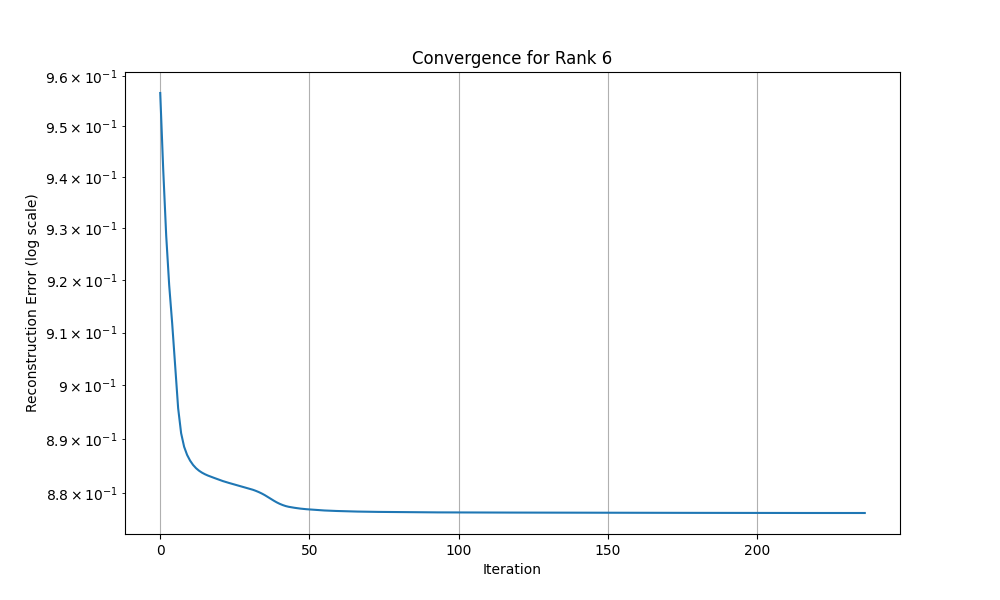 Convergence for Rank 6
Reconstruction Error (log scale)
9.6 × 10⁻¹
9.5 × 10⁻¹
9.4 × 10⁻¹
9.3 × 10⁻¹
9.2 × 10⁻¹
9.1 × 10⁻¹
9 × 10⁻¹
8.9 × 10⁻¹
8.8 × 10⁻¹
0 50 100 150 200
Iteration